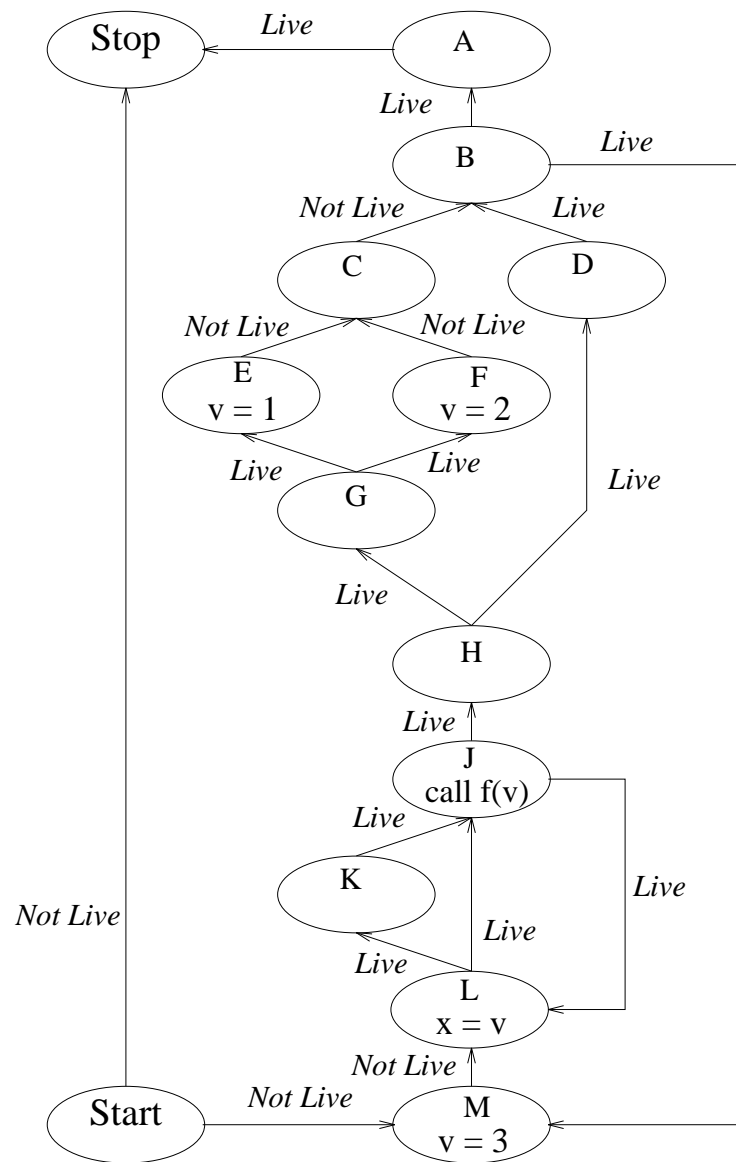 Live
Stop
A
Live
Live
B
Not Live
Live
C
D
Not Live
Not Live
E
v = 1
F
v = 2
Live
Live
G
Live
Live
H
Live
J
call f(v)
Live
K
Live
Not Live
Live
Live
L
x = v
Not Live
Not Live
Start
M
v = 3